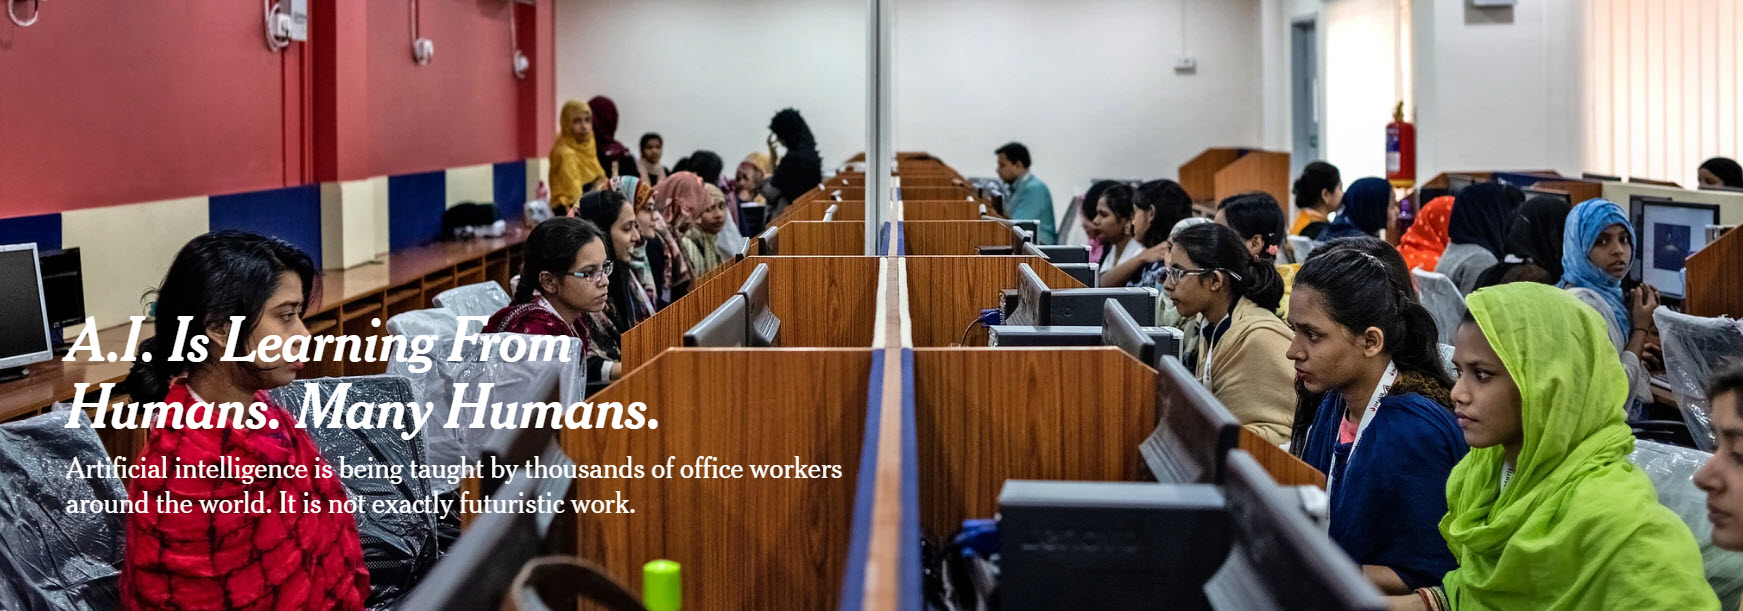 A.I. Is Learning From
Humans. Many Humans.
Artificial intelligence is being taught by thousands of office workers
around the world. It is not exactly futuristic work.
Lenovo